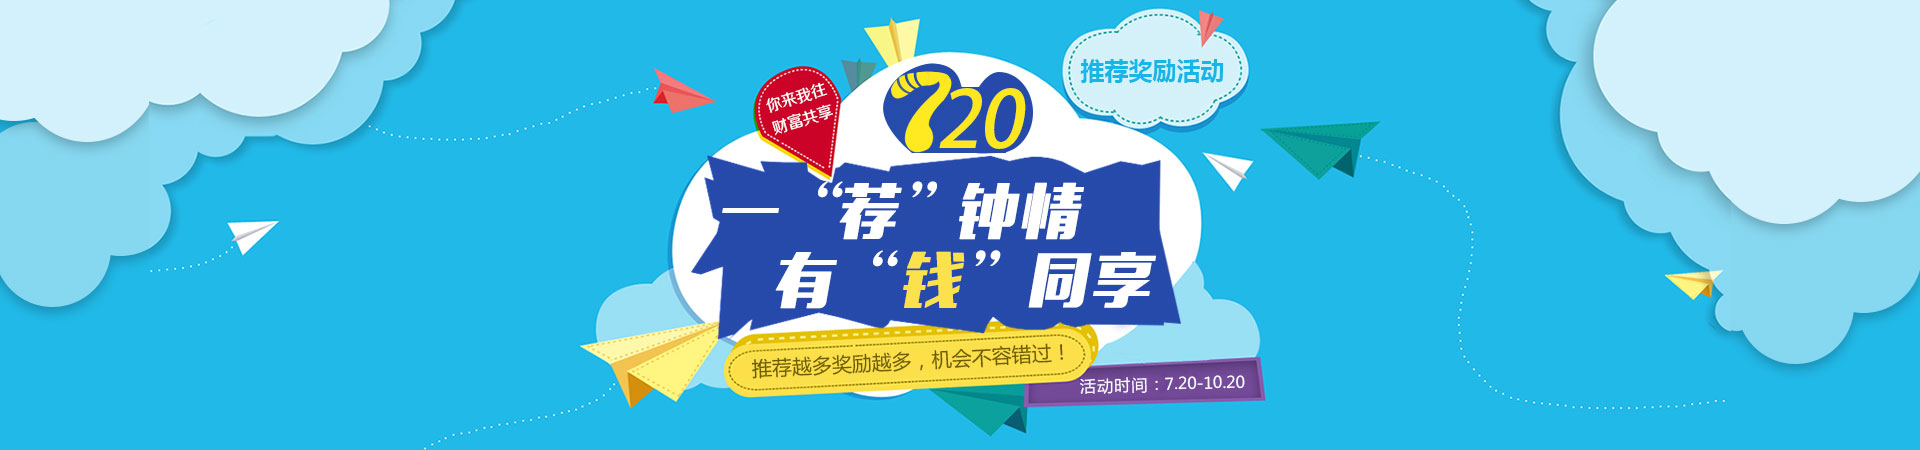 你来我往
财富共享
720
推荐奖励活动
一“荐”钟情
有“钱”同享
推荐越多奖励越多，机会不容错过！
活动时间：7.20-10.20